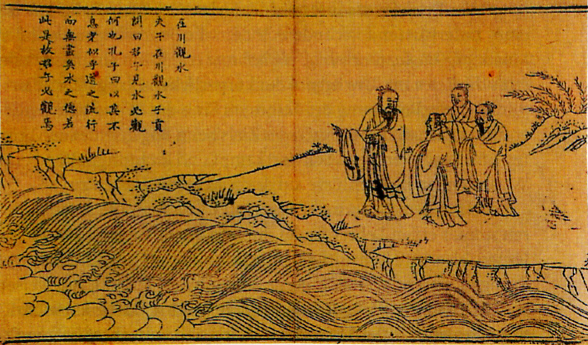 在川觀水
夫子在川觀水子貢
問曰君子見水必觀
何也孔子曰以其不
息者似乎道之流行
而無盡矣水之德若
此是故君子必觀焉